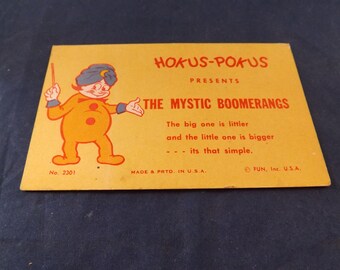 HOKUS-POKUS
PRESENTS
THE MYSTIC BOOMERANGS
The big one is littler
and the little one is bigger
- - - its that simple.
No. 2301
MADE & PRTD. IN U.S.A.
© FUN, Inc. U.S.A.